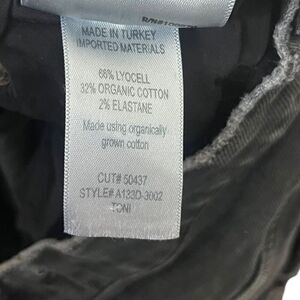 MADE IN TURKEY
IMPORTED MATERIALS
66% LYOCELL
32% ORGANIC COTTON
2% ELASTANE
Made using organically
grown cotton
CUT# 50437
STYLE# A133D-3002
TONI